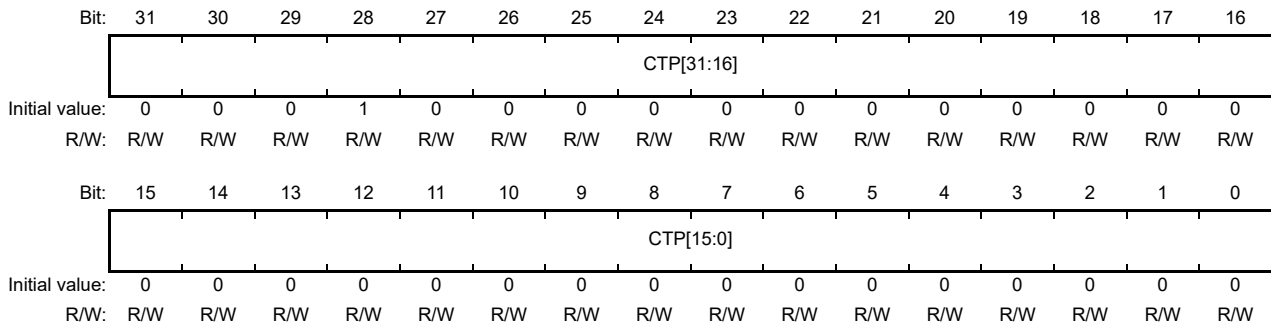 Bit: 31 30 29 28 27 26 25 24 23 22 21 20 19 18 17 16
CTP[31:16]
Initial value: 0 0 0 1 0 0 0 0 0 0 0 0 0 0 0 0
R/W: R/W R/W R/W R/W R/W R/W R/W R/W R/W R/W R/W R/W R/W R/W R/W R/W
Bit: 15 14 13 12 11 10 9 8 7 6 5 4 3 2 1 0
CTP[15:0]
Initial value: 0 0 0 0 0 0 0 0 0 0 0 0 0 0 0 0
R/W: R/W R/W R/W R/W R/W R/W R/W R/W R/W R/W R/W R/W R/W R/W R/W R/W